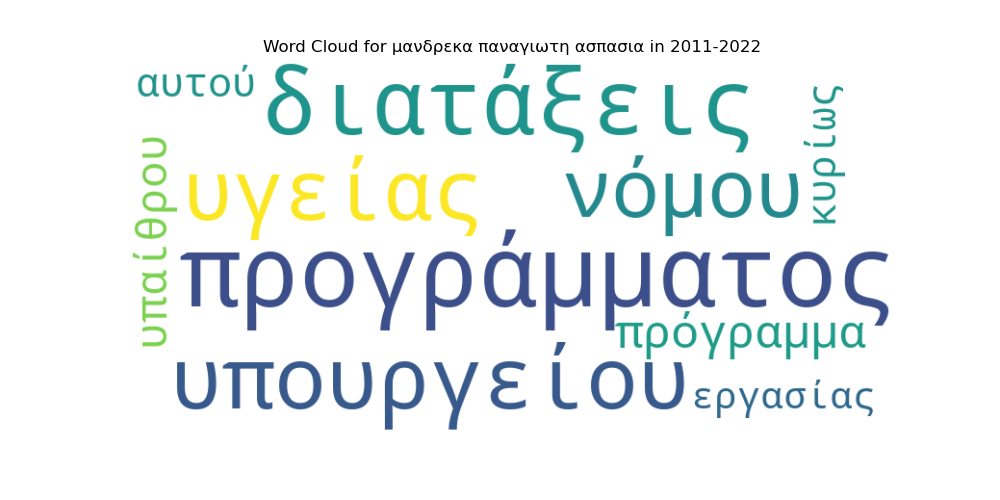 Word Cloud for μανδρεκα παναγιωτη ασπασια in 2011-2022
αυτού
διατάξεις
κυρίως
υπαίθρου
υγείας
νόμου
προγράμματος
πρόγραμμα
υπουργείου
εργασίας